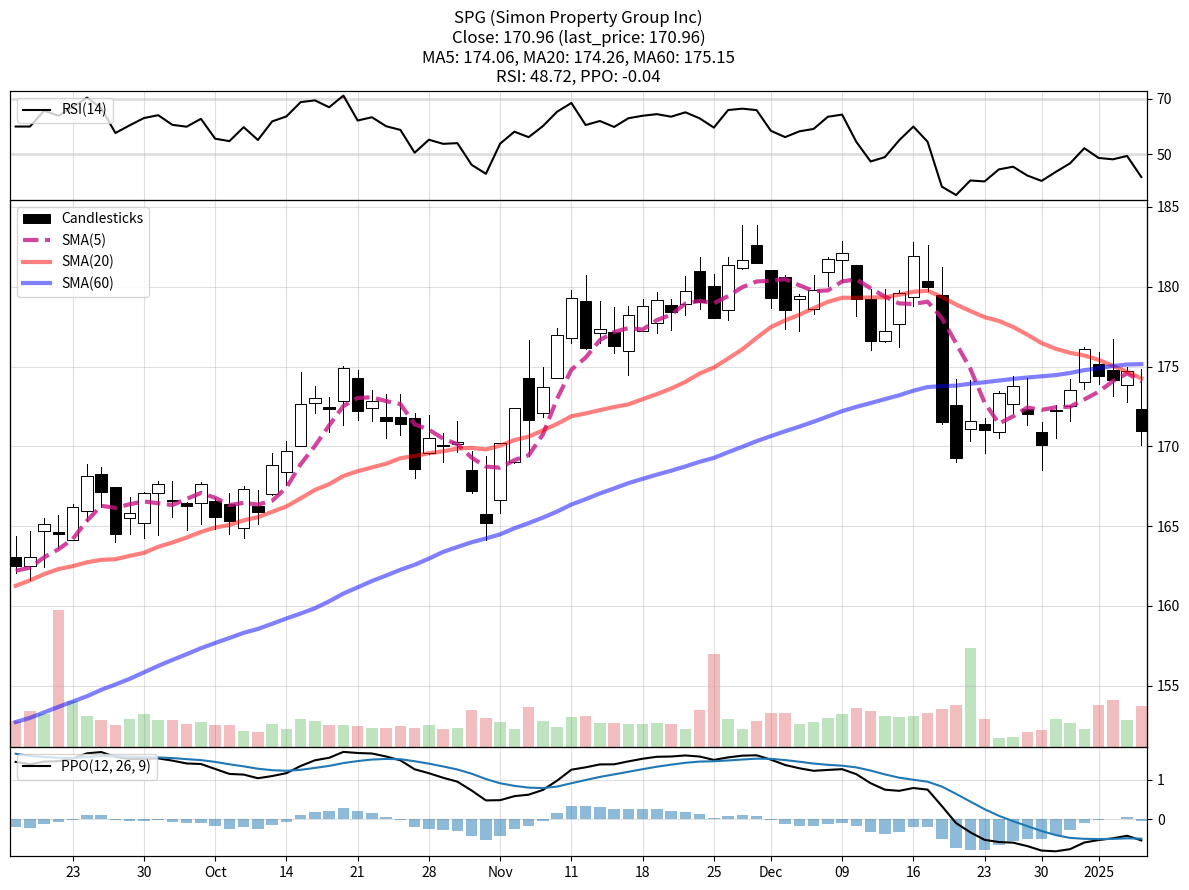 SPG (Simon Property Group Inc)
Close: 170.96 (last_price: 170.96)
MA5: 174.06, MA20: 174.26, MA60: 175.15
RSI: 48.72, PPO: -0.04
RSI(14)
70
50
Candlesticks
SMA(5)
SMA(20)
SMA(60)
185
180
175
170
165
160
155
PPO(12, 26, 9)
1
0
23 30 Oct 14 21 28 Nov 11 18 25 Dec 09 16 23 30 2025